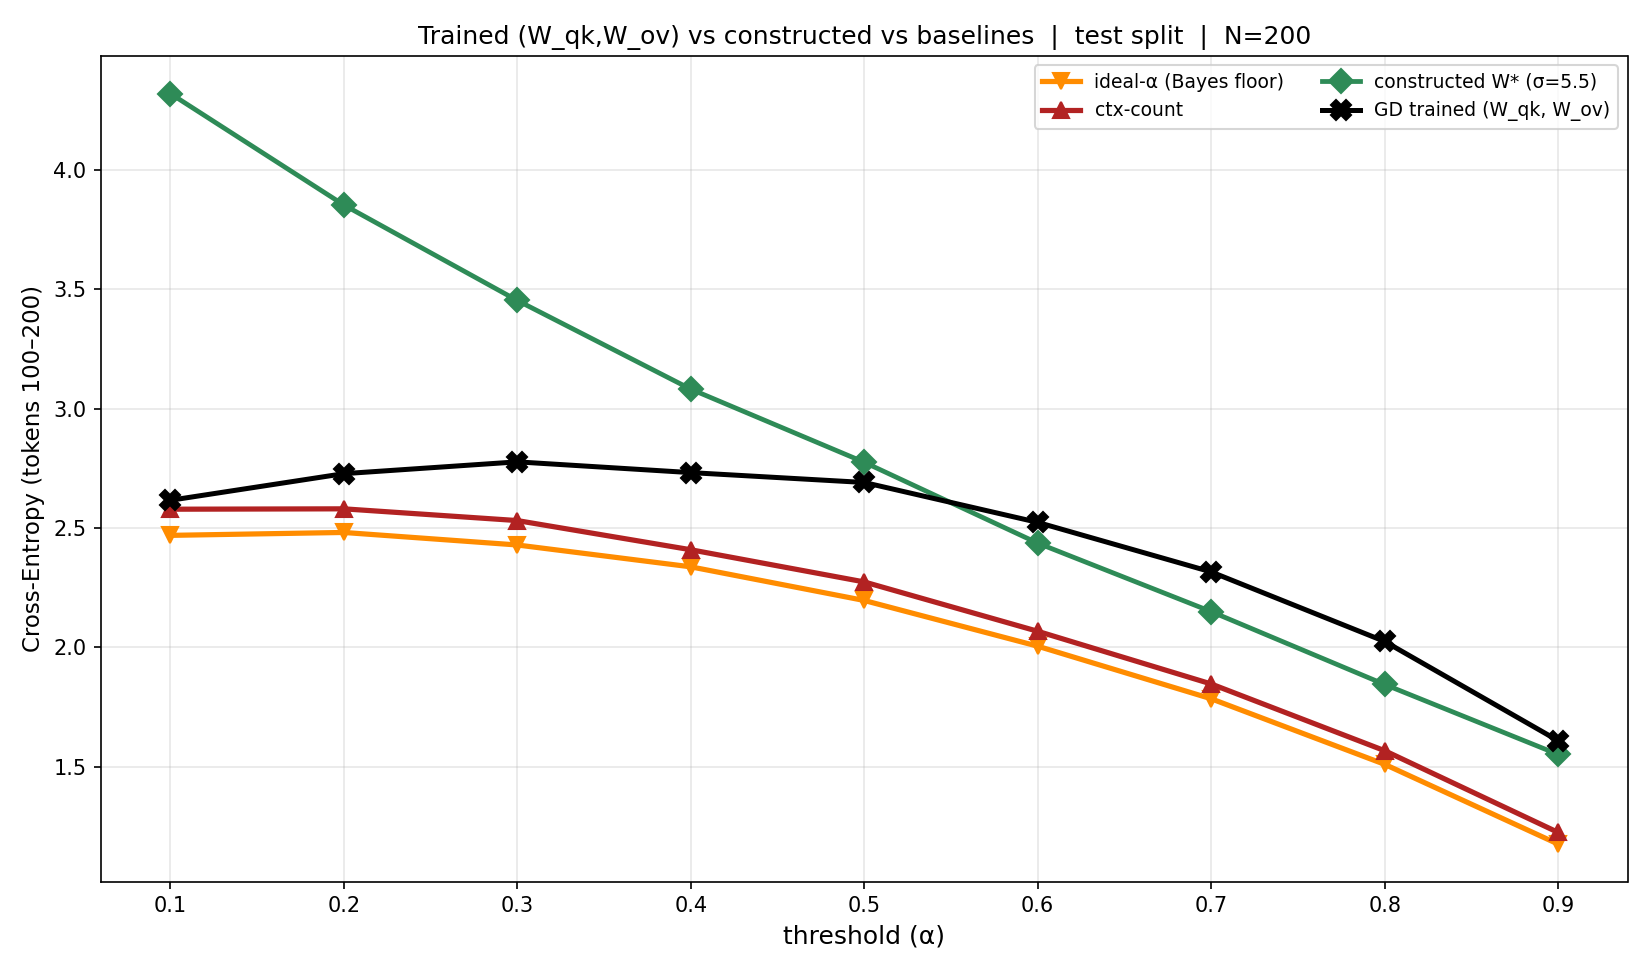 Trained (W_qk,W_ov) vs constructed vs baselines | test split | N=200
ideal-α (Bayes floor)
ctx-count
constructed W* (σ=5.5)
GD trained (W_qk, W_ov)
Cross-Entropy (tokens 100–200)
4.0
3.5
3.0
2.5
2.0
1.5
0.1 0.2 0.3 0.4 0.5 0.6 0.7 0.8 0.9
threshold (α)